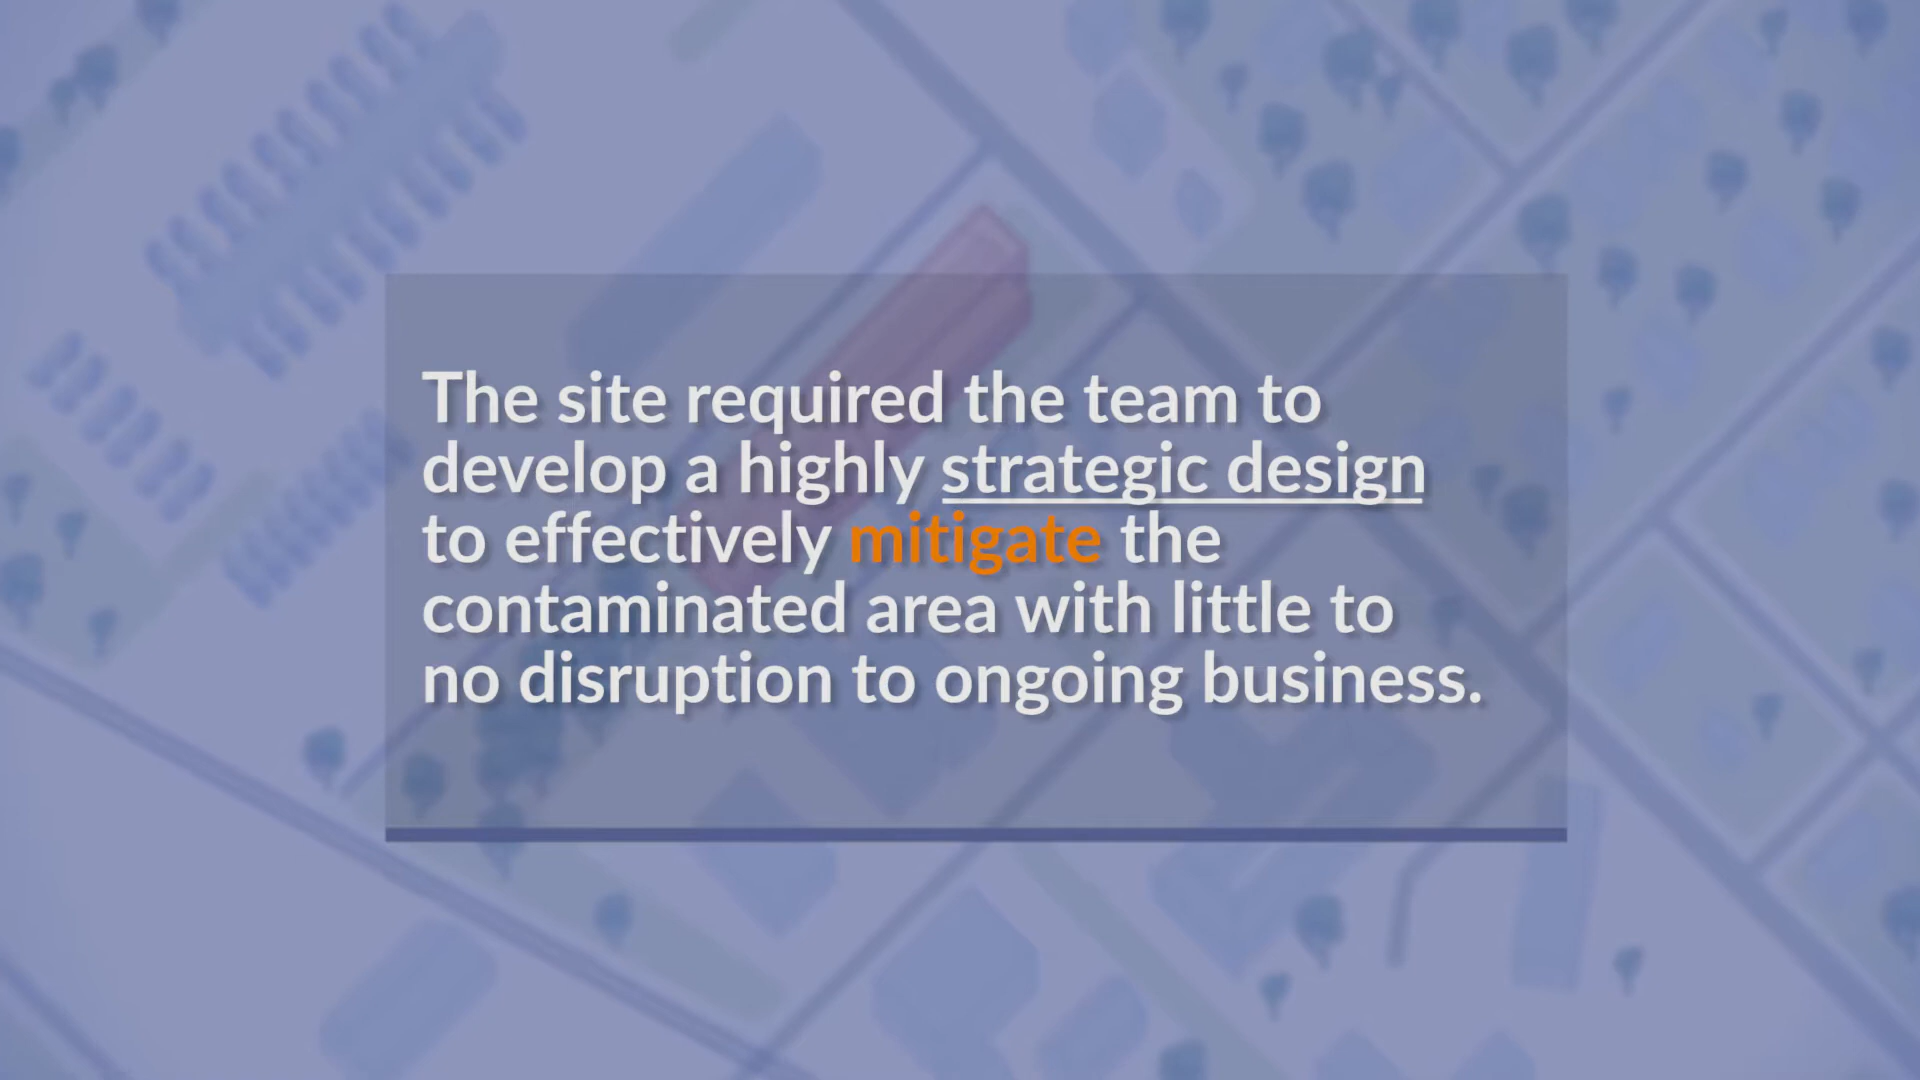 The site required the team to
develop a highly strategic design
to effectively mitigate the
contaminated area with little to
no disruption to ongoing business.